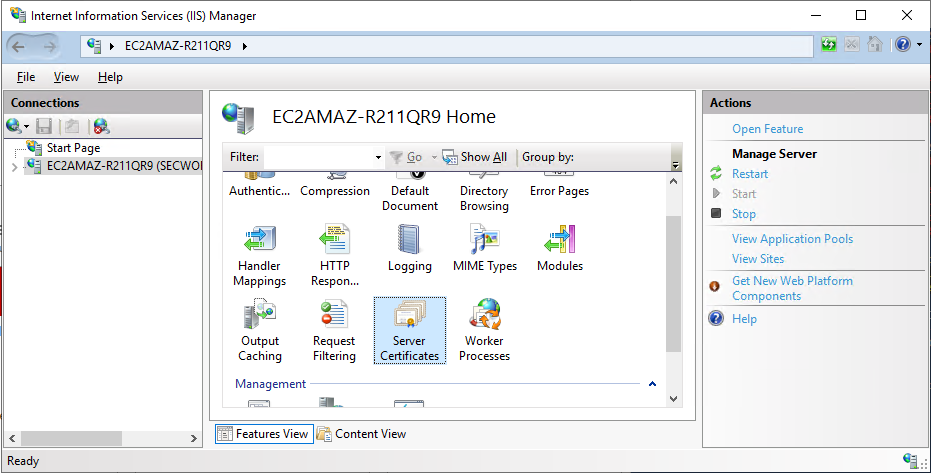 Internet Information Services (IIS) Manager
EC2AMAZ-R211QR9
File View Help
Connections
Start Page
EC2AMAZ-R211QR9 (SECWO
EC2AMAZ-R211QR9 Home
Filter: Go Show All Group by:
Authentic... Compression Default Document Directory Browsing Error Pages
Handler Mappings HTTP Respon... Logging MIME Types Modules
Output Caching Request Filtering Server Certificates Worker Processes
Management
Features View Content View
Actions
Open Feature
Manage Server
Restart
Start
Stop
View Application Pools
View Sites
Get New Web Platform
Components
Help
Ready